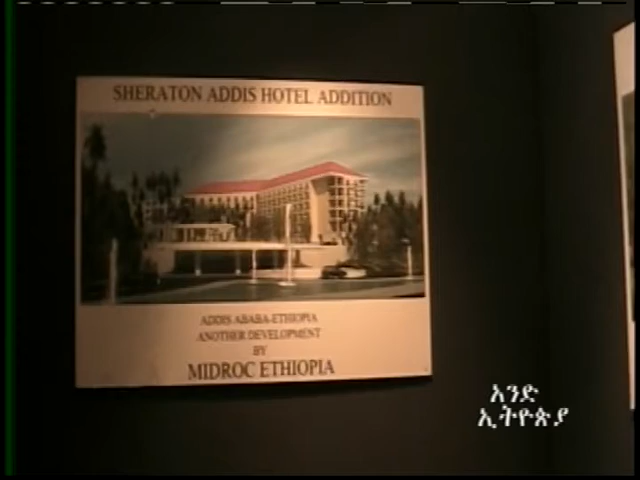 SHERATON ADDIS HOTEL ADDITION
ADDIS ABABA-ETHIOPIA
ANOTHER DEVELOPMENT
BY
MIDROC ETHIOPIA
አንድ
ኢትዮጵያ